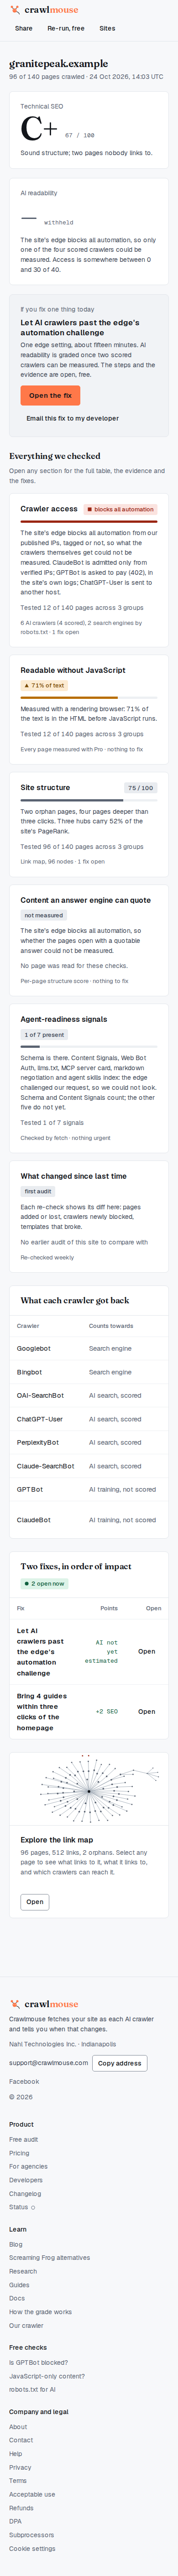 crawlmouse
Share Re-run, free Sites
granitepeak.example
96 of 140 pages crawled · 24 Oct 2026, 14:03 UTC
Technical SEO
C+ 67 / 100
Sound structure; two pages nobody links to.
AI readability
— withheld
The site's edge blocks all automation, so only
one of the four scored crawlers could be
measured. Access is somewhere between 0
and 30 of 40.
If you fix one thing today
Let AI crawlers past the edge's
automation challenge
One edge setting, about fifteen minutes. AI
readability is graded once two scored
crawlers can be measured. The steps and the
evidence are open, free.
Open the fix
Email this fix to my developer
Everything we checked
Open any section for the full table, the evidence and
the fixes.
Crawler access blocks all automation
The site's edge blocks all automation from our
published IPs, tagged or not, so what the
crawlers themselves get could not be
measured. ClaudeBot is admitted only from
verified IPs; GPTBot is asked to pay (402), in
the site's own logs; ChatGPT-User is sent to
another host.
Tested 12 of 140 pages across 3 groups
6 AI crawlers (4 scored), 2 search engines by
robots.txt · 1 fix open
Readable without JavaScript
71% of text
Measured with a rendering browser: 71% of
the text is in the HTML before JavaScript runs.
Tested 12 of 140 pages across 3 groups
Every page measured with Pro · nothing to fix
Site structure 75 / 100
Two orphan pages, four pages deeper than
three clicks. Three hubs carry 52% of the
site's PageRank.
Tested 96 of 140 pages across 3 groups
Link map, 96 nodes · 1 fix open
Content an answer engine can quote
not measured
The site's edge blocks all automation, so
whether the pages open with a quotable
answer could not be measured.
No page was read for these checks.
Per-page structure score · nothing to fix
Agent-readiness signals
1 of 7 present
Schema is there. Content Signals, Web Bot
Auth, llms.txt, MCP server card, markdown
negotiation and agent skills index: the edge
challenged our request, so we could not look.
Schema and Content Signals count; the other
five do not yet.
Tested 1 of 7 signals
Checked by fetch · nothing urgent
What changed since last time
first audit
Each re-check shows its diff here: pages
added or lost, crawlers newly blocked,
templates that broke.
No earlier audit of this site to compare with
Re-checked weekly
What each crawler got back
Crawler Counts towards
Googlebot Search engine
Bingbot Search engine
OAI-SearchBot AI search, scored
ChatGPT-User AI search, scored
PerplexityBot AI search, scored
Claude-SearchBot AI search, scored
GPTBot AI training, not scored
ClaudeBot AI training, not scored
Two fixes, in order of impact
2 open now
Fix Points Open
Let AI
crawlers past
the edge's
automation
challenge
AI not
yet
estimated
Open
Bring 4 guides
within three
clicks of the
homepage
+2 SEO
Open
Explore the link map
96 pages, 512 links, 2 orphans. Select any
page to see what links to it, what it links to,
and which crawlers can reach it.
Open
crawlmouse
Crawlmouse fetches your site as each AI crawler
and tells you when that changes.
Nahl Technologies Inc. · Indianapolis
support@crawlmouse.com Copy address
Facebook
© 2026
Product
Free audit
Pricing
For agencies
Developers
Changelog
Status
Learn
Blog
Screaming Frog alternatives
Research
Guides
Docs
How the grade works
Our crawler
Free checks
Is GPTBot blocked?
JavaScript-only content?
robots.txt for AI
Company and legal
About
Contact
Help
Privacy
Terms
Acceptable use
Refunds
DPA
Subprocessors
Cookie settings